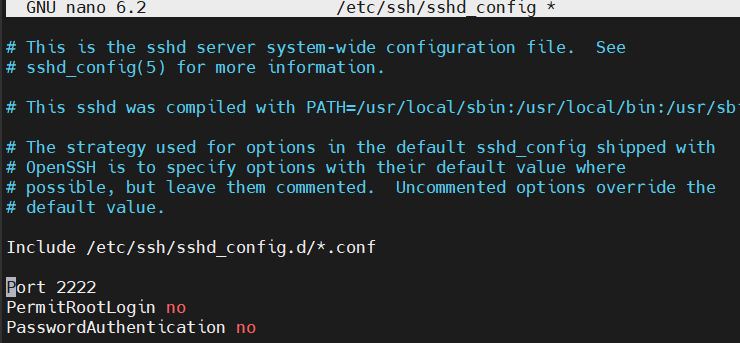 GNU nano 6.2 /etc/ssh/sshd_config *
# This is the sshd server system-wide configuration file.  See
# sshd_config(5) for more information.
# This sshd was compiled with PATH=/usr/local/sbin:/usr/local/bin:/usr/sb
# The strategy used for options in the default sshd_config shipped with
# OpenSSH is to specify options with their default value where
# possible, but leave them commented.  Uncommented options override the
# default value.
Include /etc/ssh/sshd_config.d/*.conf
Port 2222
PermitRootLogin no
PasswordAuthentication no